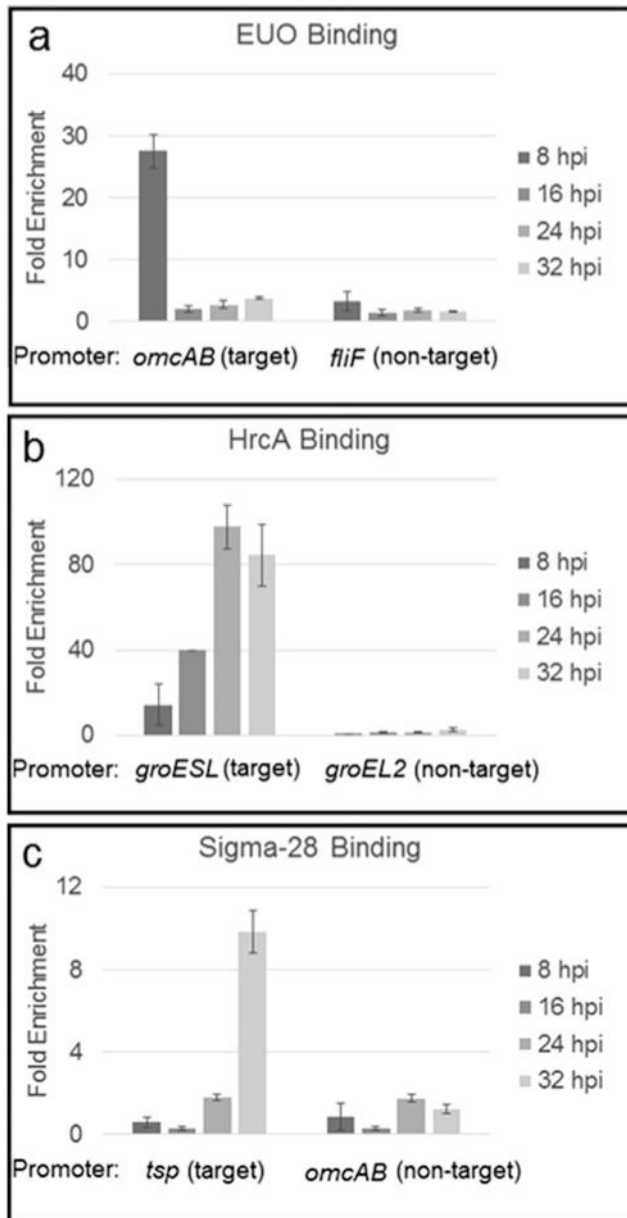 a
EUO Binding
40
30
20
10
0
Fold Enrichment
8 hpi
16 hpi
24 hpi
32 hpi
Promoter: omcAB (target) fliF (non-target)
b
HrcA Binding
120
80
40
0
Fold Enrichment
8 hpi
16 hpi
24 hpi
32 hpi
Promoter: groESL (target) groEL2 (non-target)
c
Sigma-28 Binding
12
8
4
0
Fold Enrichment
8 hpi
16 hpi
24 hpi
32 hpi
Promoter: tsp (target) omcAB (non-target)